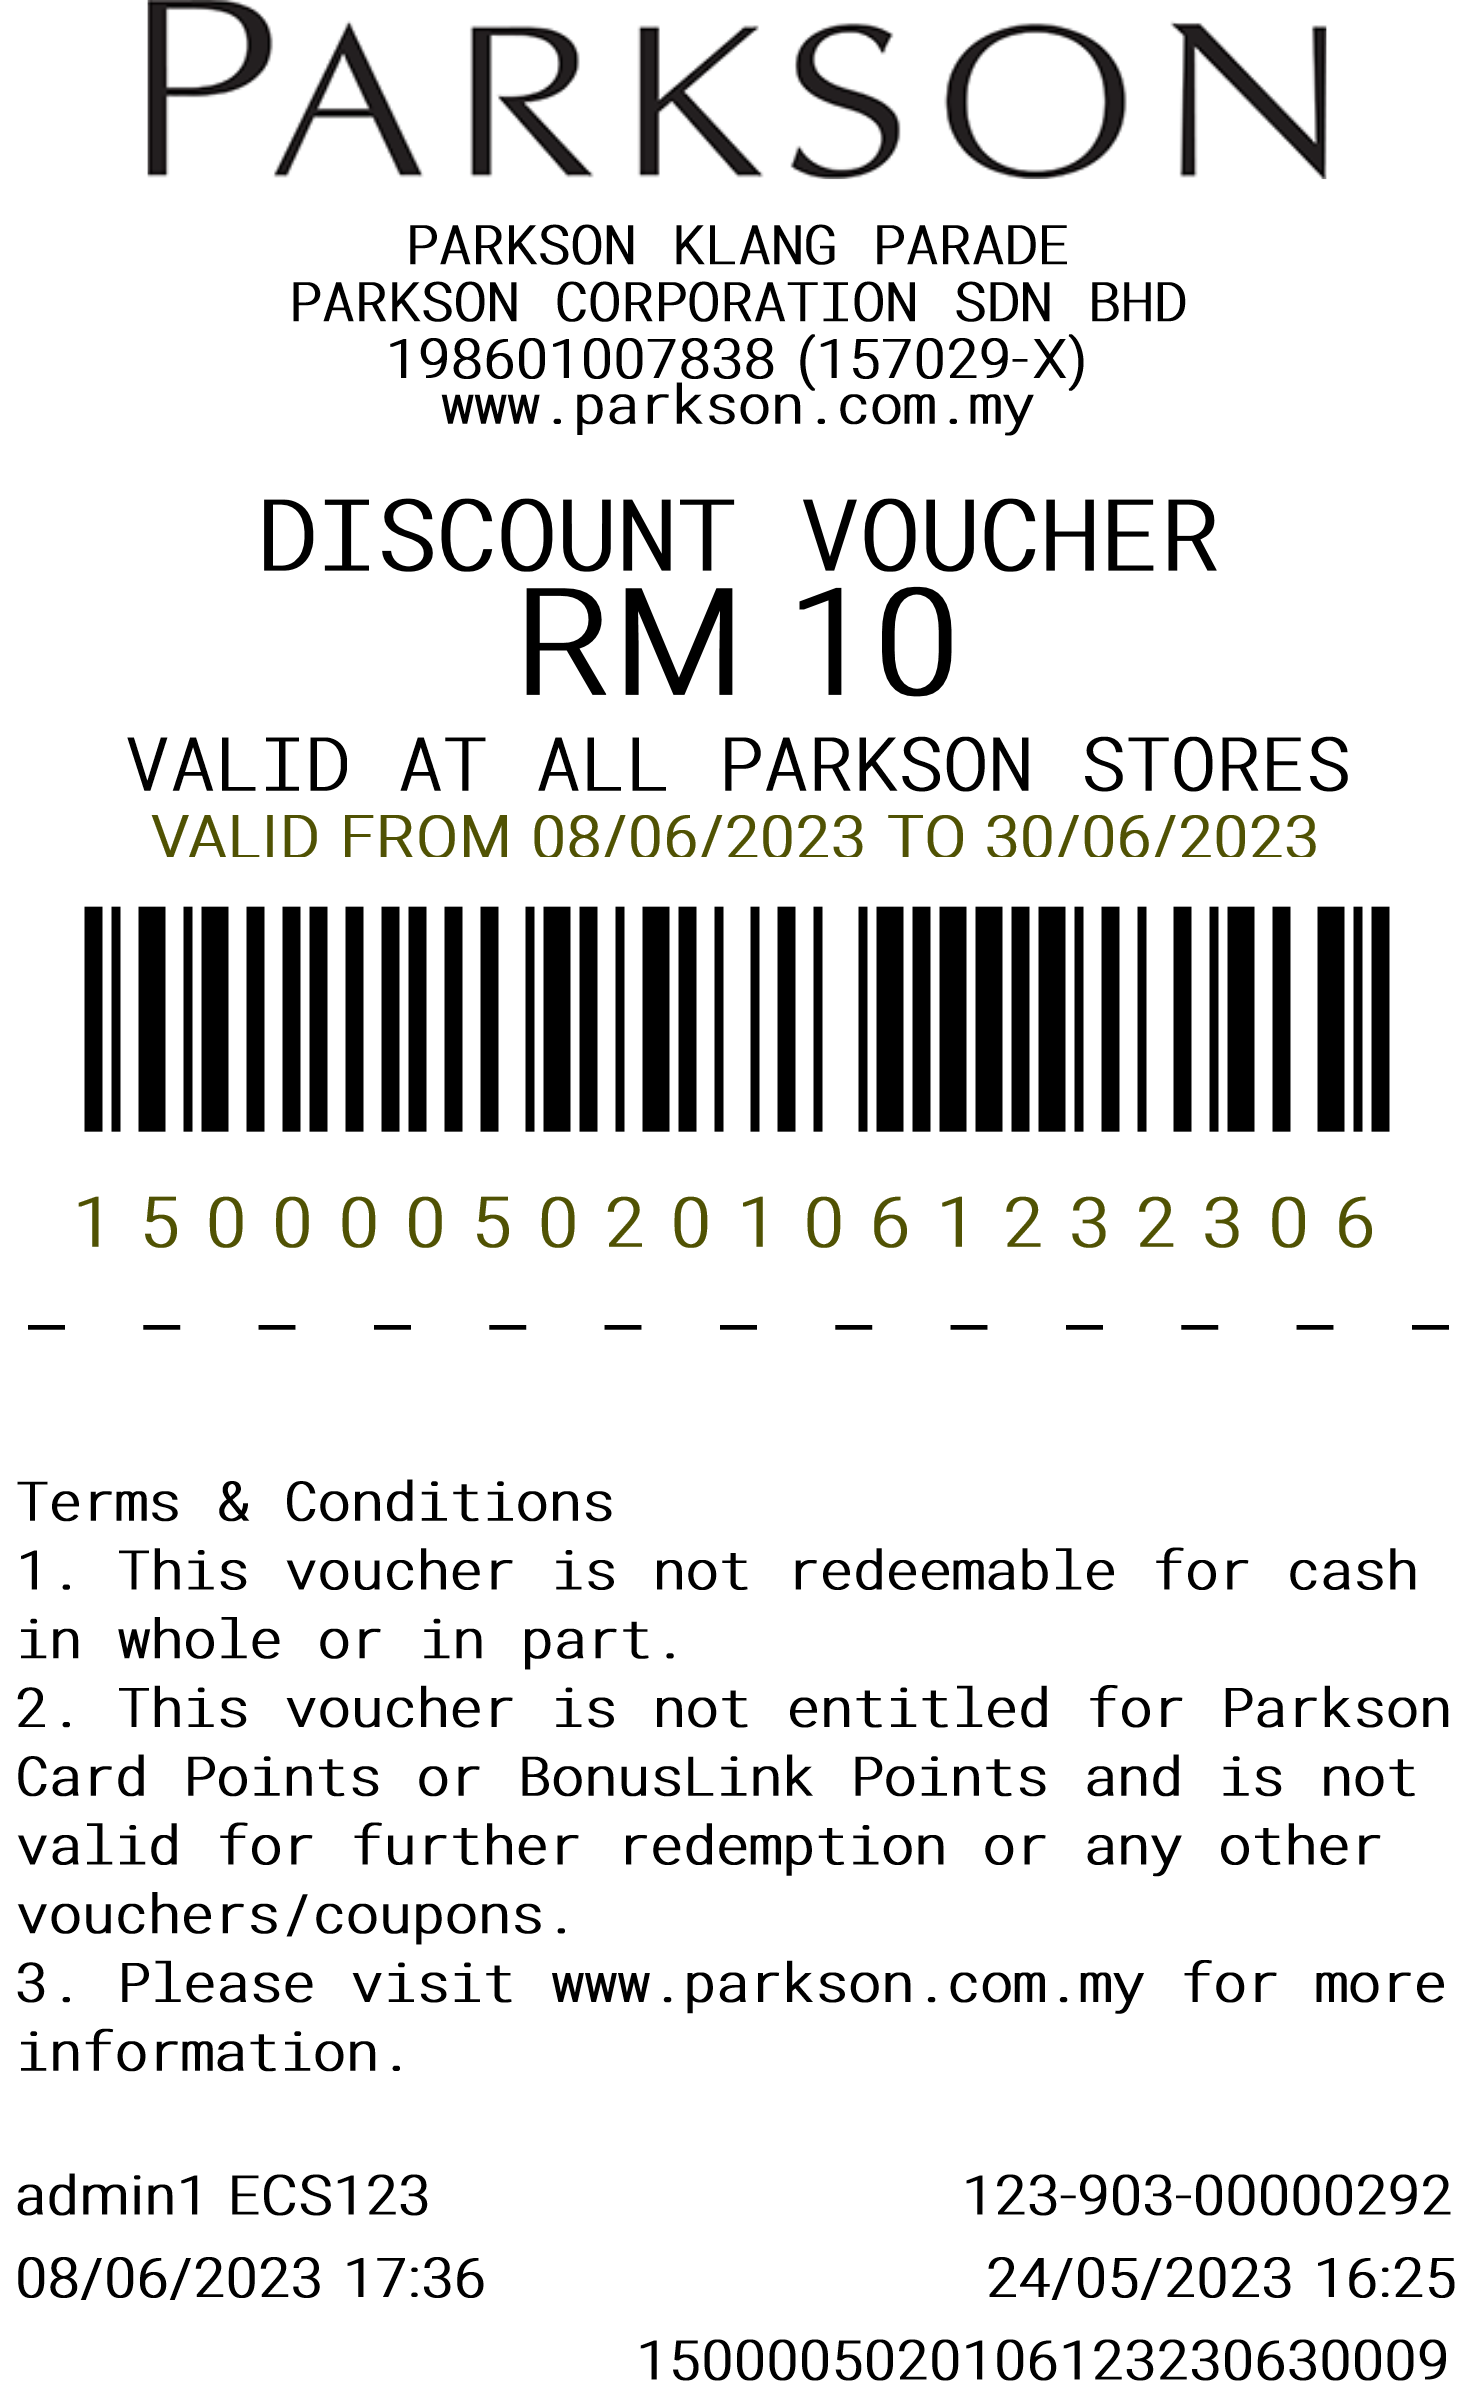 PARKSON
PARKSON KLANG PARADE
PARKSON CORPORATION SDN BHD
198601007838 (157029-X)
www.parkson.com.my
DISCOUNT VOUCHER
RM 10
VALID AT ALL PARKSON STORES
VALID FROM 08/06/2023 TO 30/06/2023
1 5 0 0 0 0 5 0 2 0 1 0 6 1 2 3 2 3 0 6
- - - - - - - - - - - - -
Terms & Conditions
1. This voucher is not redeemable for cash
in whole or in part.
2. This voucher is not entitled for Parkson
Card Points or BonusLink Points and is not
valid for further redemption or any other
vouchers/coupons.
3. Please visit www.parkson.com.my for more
information.
admin1 ECS123 123-903-00000292
08/06/2023 17:36 24/05/2023 16:25
1500005020106123230630009